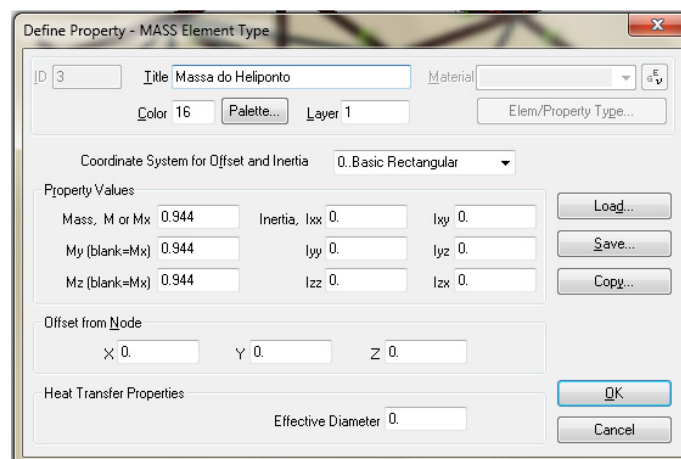 Define Property - MASS Element Type
ID 3 Title Massa do Heliponto Material
Color 16 Palette... Layer 1 Elem/Property Type...
Coordinate System for Offset and Inertia 0..Basic Rectangular
Property Values
Mass, M or Mx 0.944 Inertia, Ixx 0. Ixy 0. Load...
My (blank=Mx) 0.944 Iyy 0. Iyz 0. Save...
Mz (blank=Mx) 0.944 Izz 0. Izx 0. Copy...
Offset from Node
X 0. Y 0. Z 0.
Heat Transfer Properties OK
Effective Diameter 0. Cancel